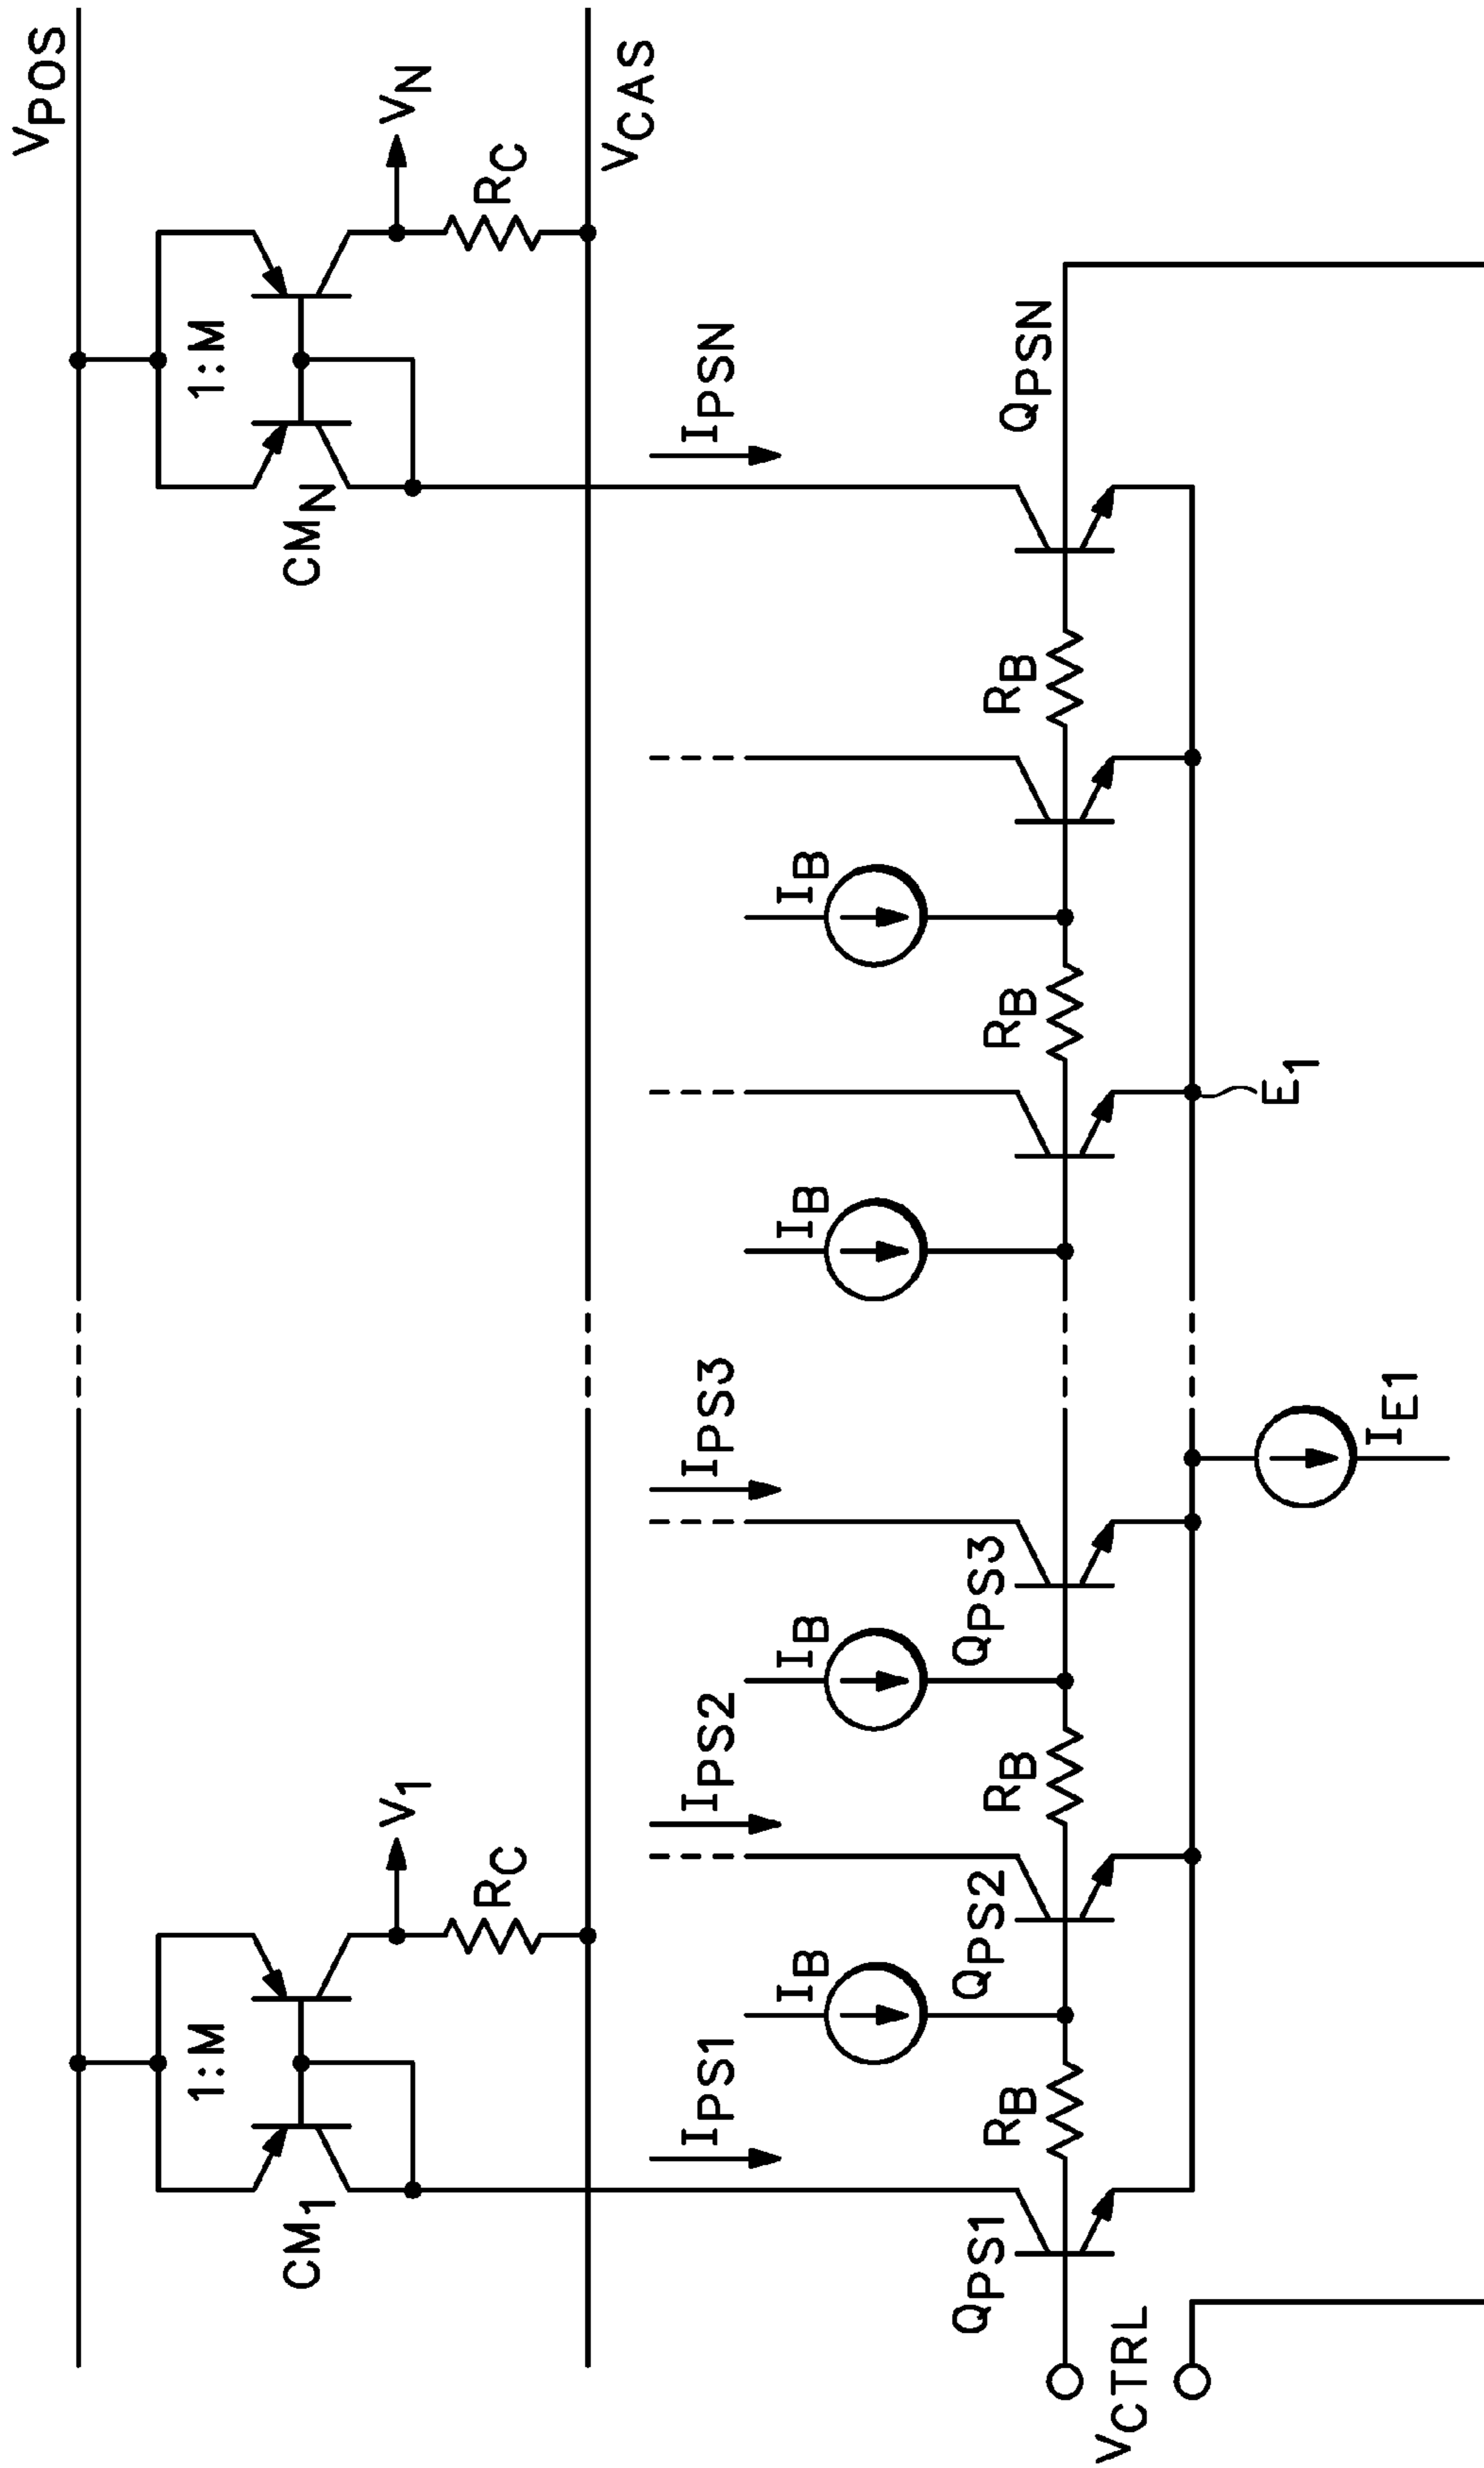 VPOS
1:M
1:M
CM1
CMN
V1
VN
RC
RC
VCAS
IPS1
IPS2
IPS3
IPSN
IB
IB
IB
IB
QPS1
QPS2
QPS3
QPSN
RB
RB
RB
RB
VCTRL
E1
IE1